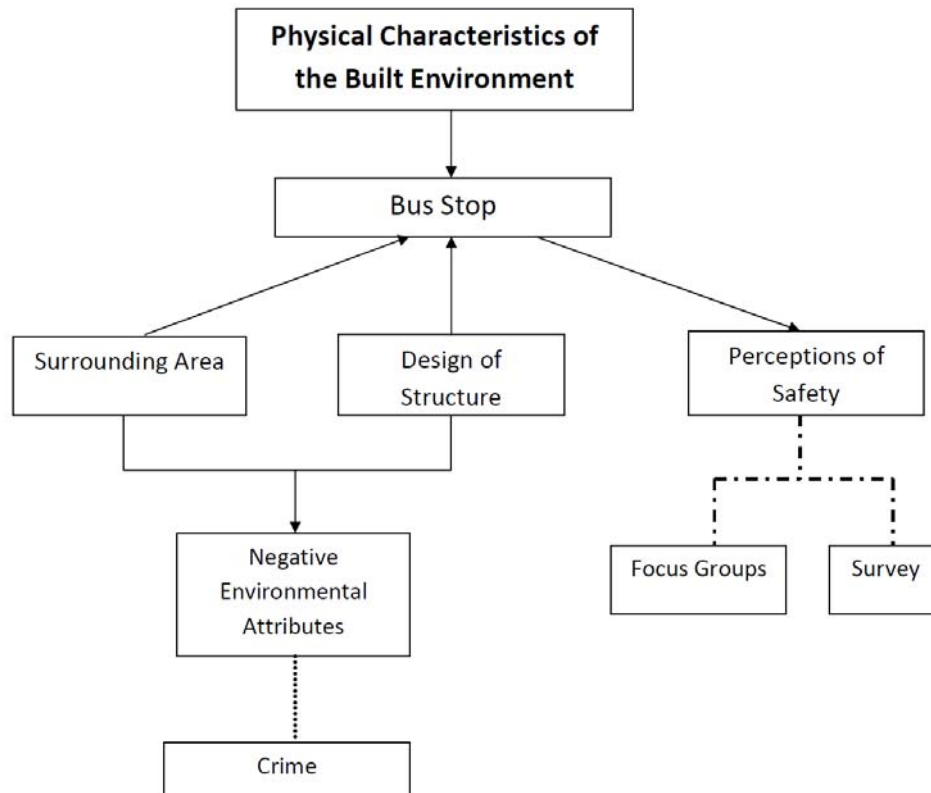 Physical Characteristics of
the Built Environment
Bus Stop
Surrounding Area
Design of
Structure
Perceptions of
Safety
Negative
Environmental
Attributes
Focus Groups
Survey
Crime